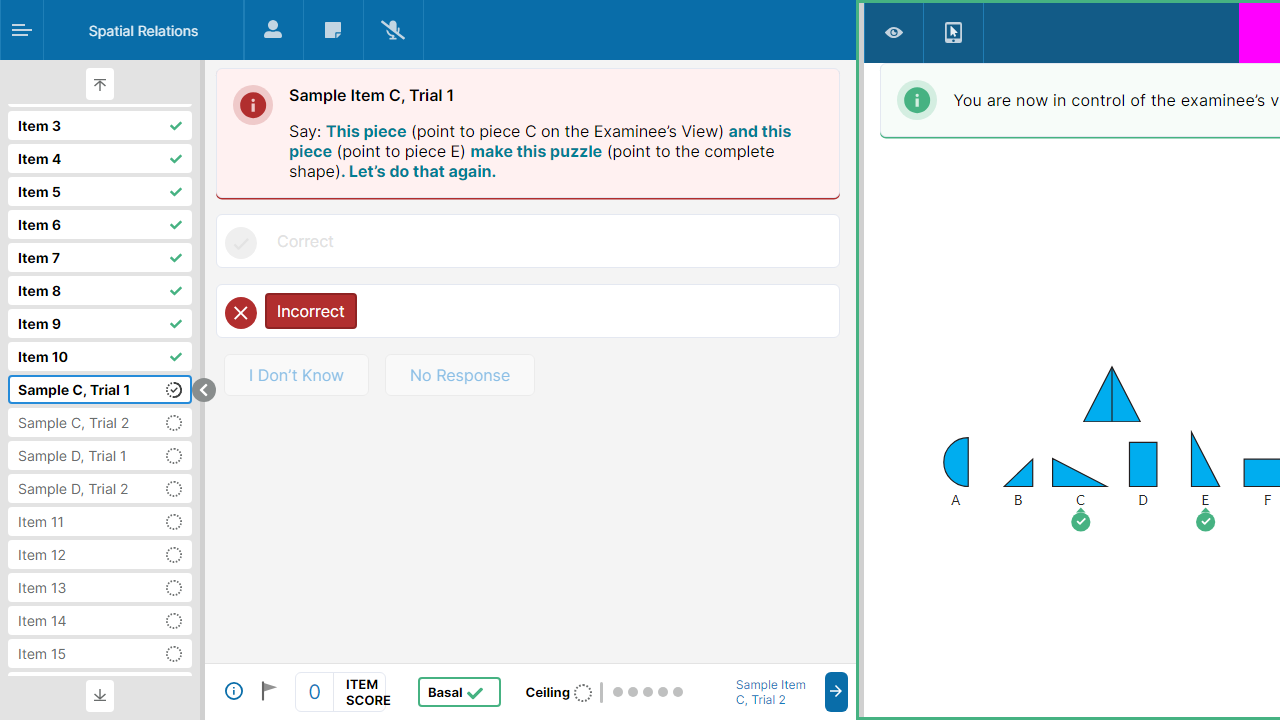 Spatial Relations
Item 3
Item 4
Item 5
Item 6
Item 7
Item 8
Item 9
Item 10
Sample C, Trial 1
Sample C, Trial 2
Sample D, Trial 1
Sample D, Trial 2
Item 11
Item 12
Item 13
Item 14
Item 15
Sample Item C, Trial 1
Say: This piece (point to piece C on the Examinee’s View) and this
piece (point to piece E) make this puzzle (point to the complete
shape). Let’s do that again.
Correct
Incorrect
I Don’t Know
No Response
0
ITEM
SCORE
Basal
Ceiling
Sample Item
C, Trial 2
You are now in control of the examinee’s
A
B
C
D
E
F